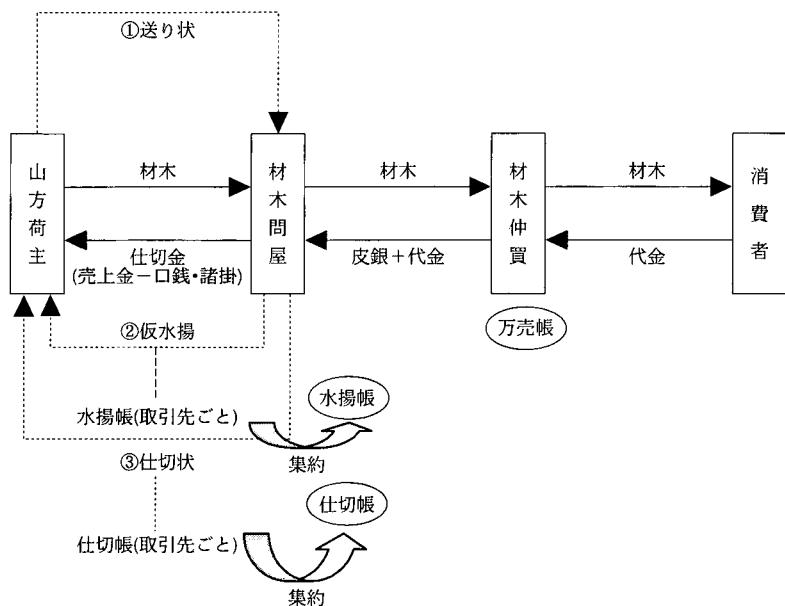 ①送り状
山方荷主
材木
材木問屋
材木
材木仲買
材木
消費者
仕切金
(売上金－口銭・諸掛)
皮銀＋代金
代金
②仮水揚
万売帳
水揚帳(取引先ごと)
水揚帳
集約
③仕切状
仕切帳
仕切帳(取引先ごと)
集約